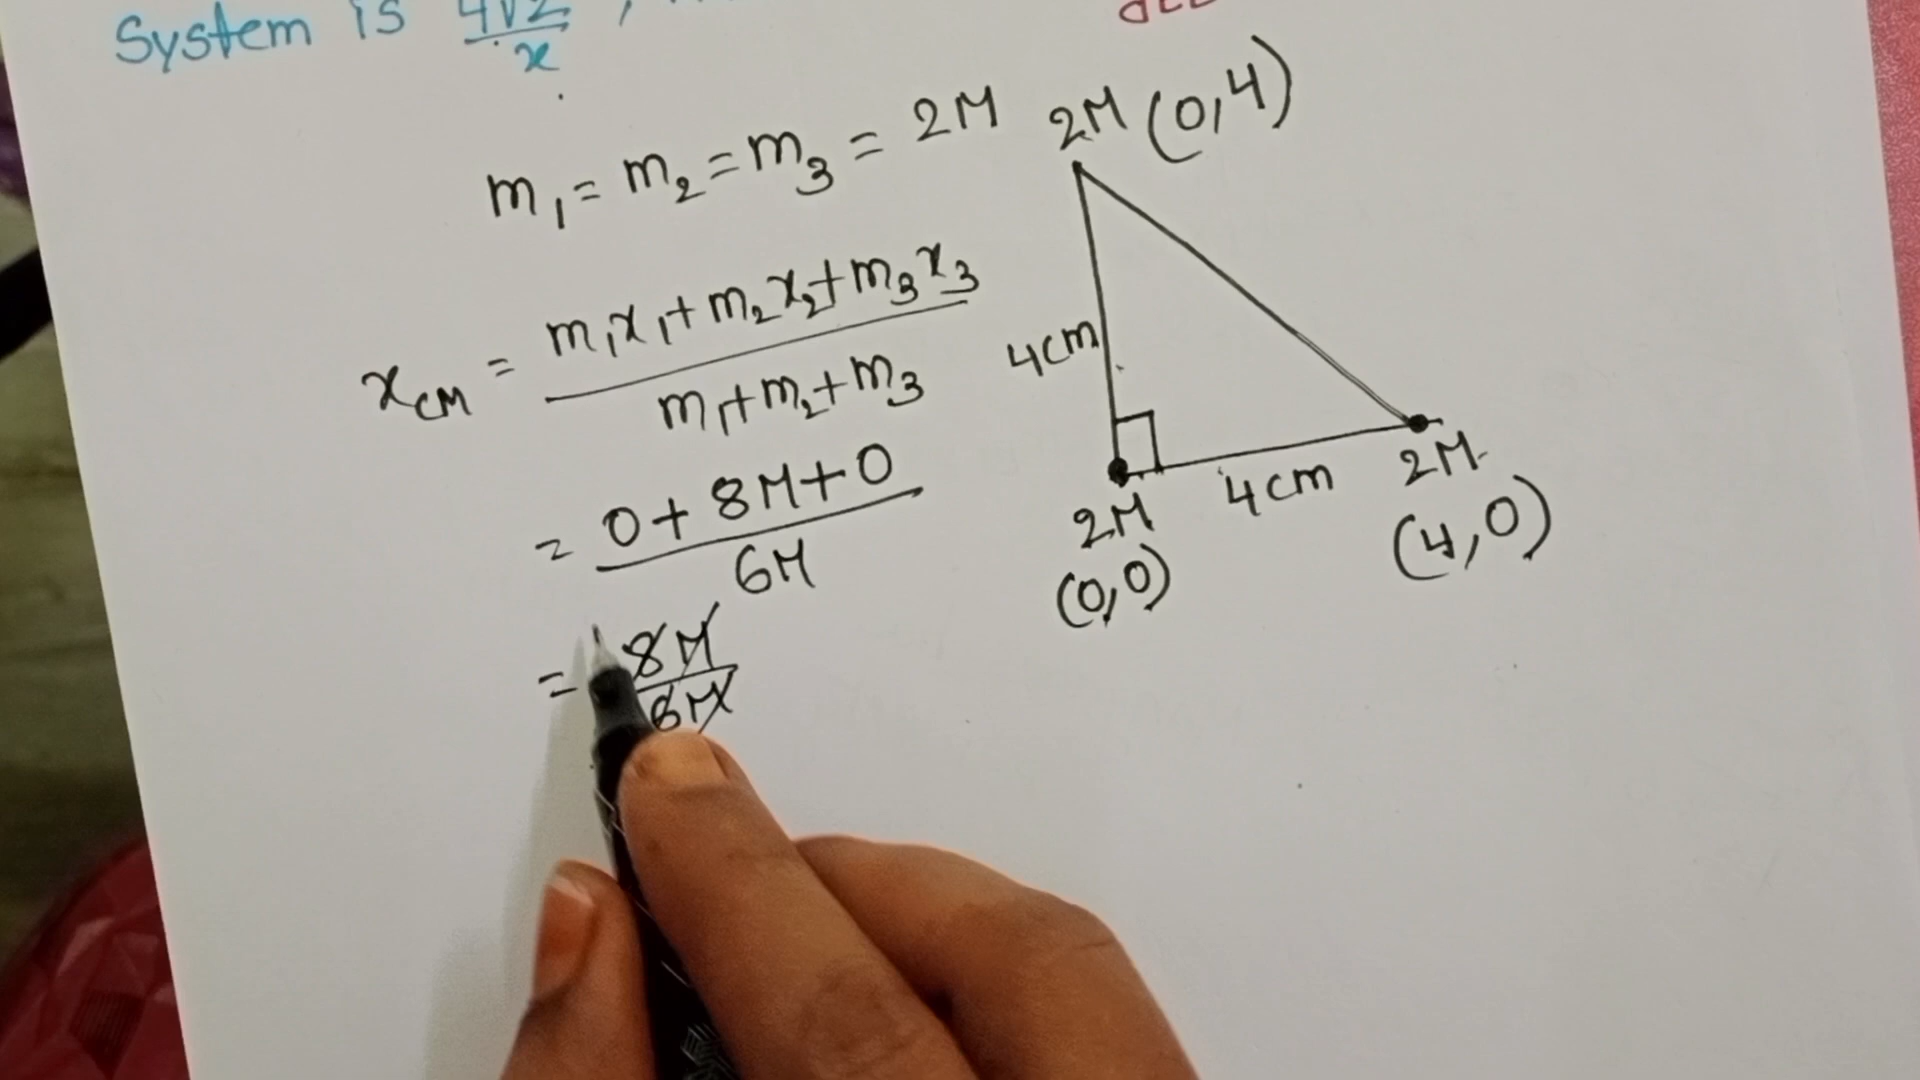 System is 4√2/x ,
m₁ = m₂ = m₃ = 2M
2M (0,4)
x_CM = (m₁x₁ + m₂x₂ + m₃x₃)/(m₁ + m₂ + m₃)
4cm
= (0 + 8M + 0)/6M
4cm
2M
(4,0)
2M
(0,0)
= 8M/6M